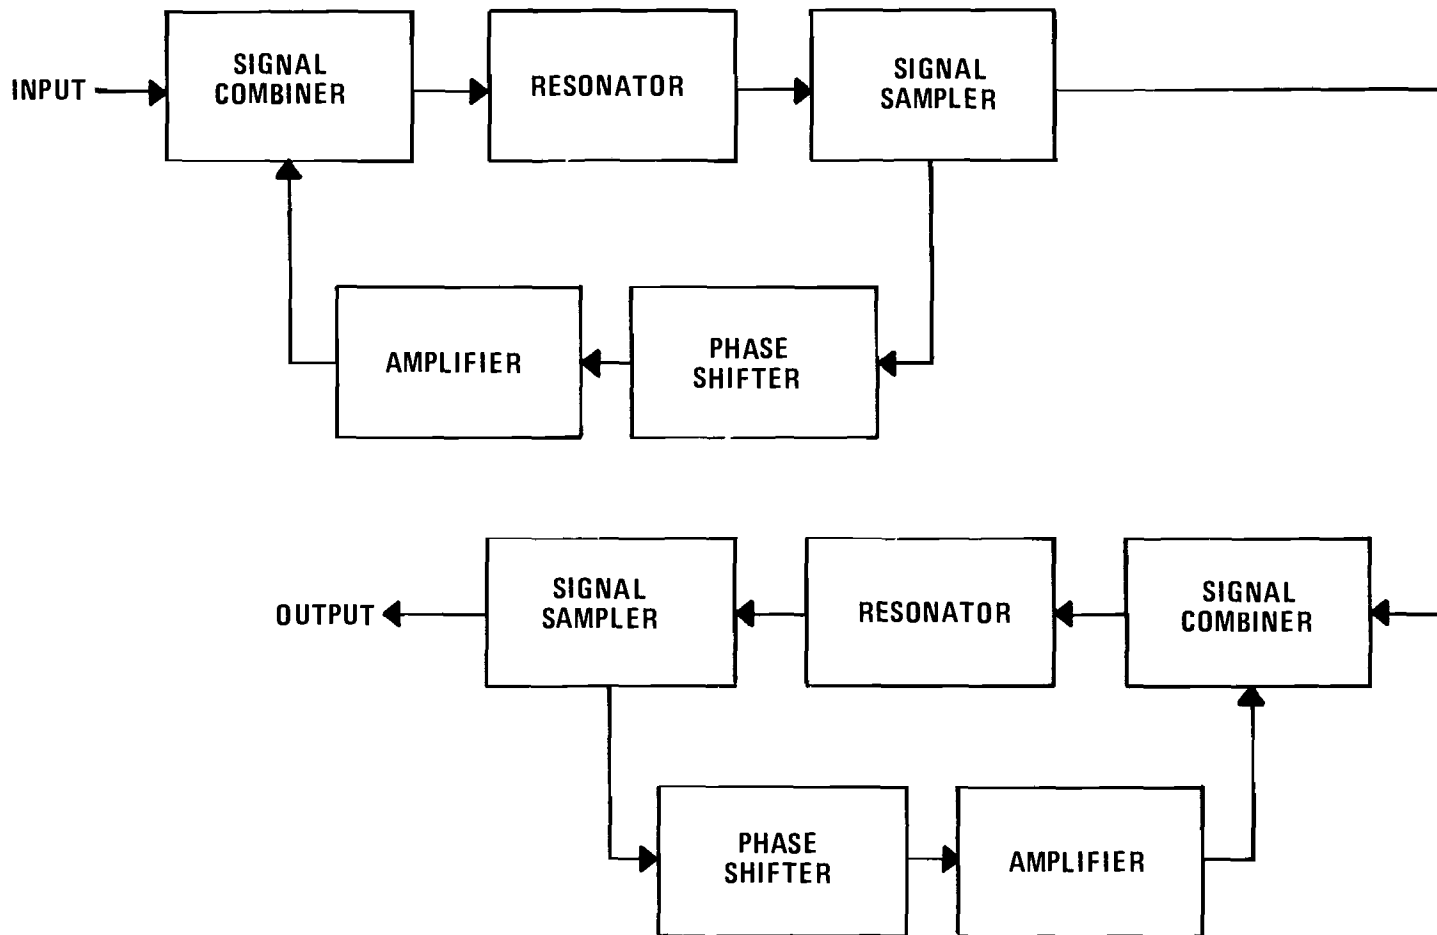 INPUT
SIGNAL
COMBINER
RESONATOR
SIGNAL
SAMPLER
AMPLIFIER
PHASE
SHIFTER
OUTPUT
SIGNAL
SAMPLER
RESONATOR
SIGNAL
COMBINER
PHASE
SHIFTER
AMPLIFIER